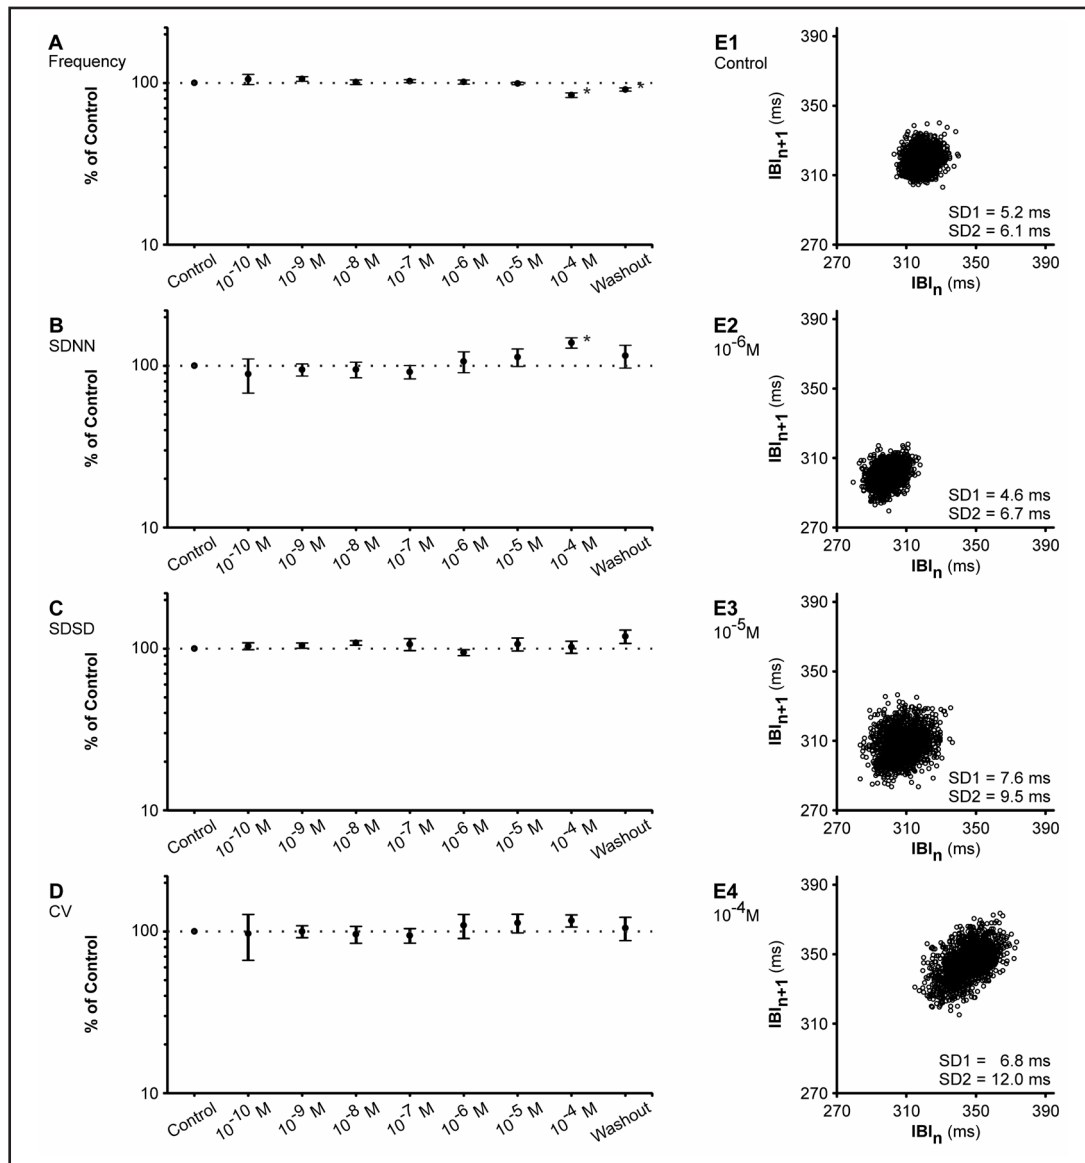 A
Frequency
% of Control
100
10
Control
10-10 M
10-9 M
10-8 M
10-7 M
10-6 M
10-5 M
10-4 M
Washout
*
*
E1
Control
IBIn+1 (ms)
390
350
310
270
SD1 = 5.2 ms
SD2 = 6.1 ms
270
310
350
390
IBIn (ms)
B
SDNN
% of Control
100
10
Control
10-10 M
10-9 M
10-8 M
10-7 M
10-6 M
10-5 M
10-4 M
Washout
*
E2
10-6M
IBIn+1 (ms)
390
350
310
270
SD1 = 4.6 ms
SD2 = 6.7 ms
270
310
350
390
IBIn (ms)
C
SDSD
% of Control
100
10
Control
10-10 M
10-9 M
10-8 M
10-7 M
10-6 M
10-5 M
10-4 M
Washout
E3
10-5M
IBIn+1 (ms)
390
350
310
270
SD1 = 7.6 ms
SD2 = 9.5 ms
270
310
350
390
IBIn (ms)
D
CV
% of Control
100
10
Control
10-10 M
10-9 M
10-8 M
10-7 M
10-6 M
10-5 M
10-4 M
Washout
E4
10-4M
IBIn+1 (ms)
390
350
310
270
SD1 = 6.8 ms
SD2 = 12.0 ms
270
310
350
390
IBIn (ms)